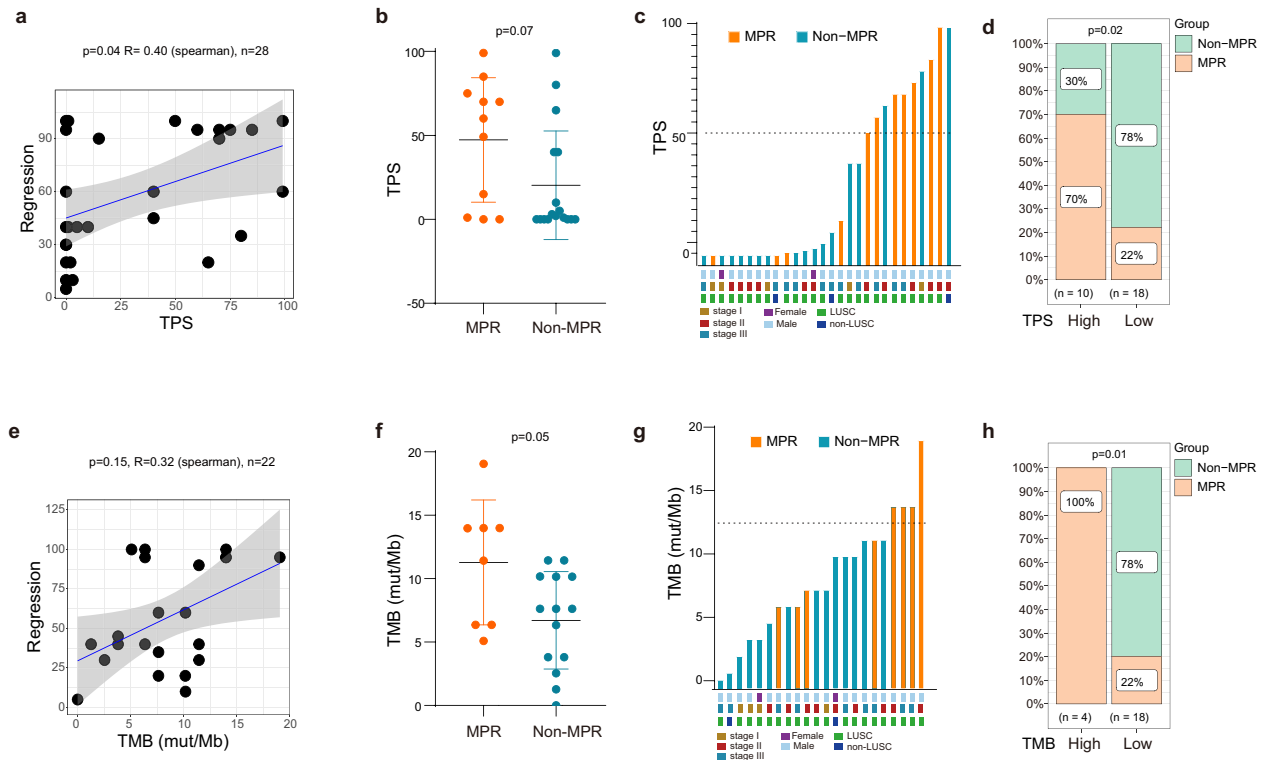 a
p=0.04 R= 0.40 (spearman), n=28
Regression
90
60
30
0
0 25 50 75 100
TPS
b
p=0.07
TPS
100
50
0
-50
MPR Non-MPR
c
MPR Non-MPR
TPS
100
50
0
stage I Female LUSC
stage II Male non-LUSC
stage III
d
p=0.02
100%
90%
80%
70%
60%
50%
40%
30%
20%
10%
0%
30%
70%
78%
22%
(n = 10) (n = 18)
TPS High Low
Group
Non-MPR
MPR
e
p=0.15, R=0.32 (spearman), n=22
Regression
125
100
75
50
25
0
0 5 10 15 20
TMB (mut/Mb)
f
p=0.05
TMB (mut/Mb)
20
15
10
5
0
MPR Non-MPR
g
MPR Non-MPR
TMB (mut/Mb)
20
15
10
5
0
stage I Female LUSC
stage II Male non-LUSC
stage III
h
p=0.01
100%
90%
80%
70%
60%
50%
40%
30%
20%
10%
0%
100%
78%
22%
(n = 4) (n = 18)
TMB High Low
Group
Non-MPR
MPR